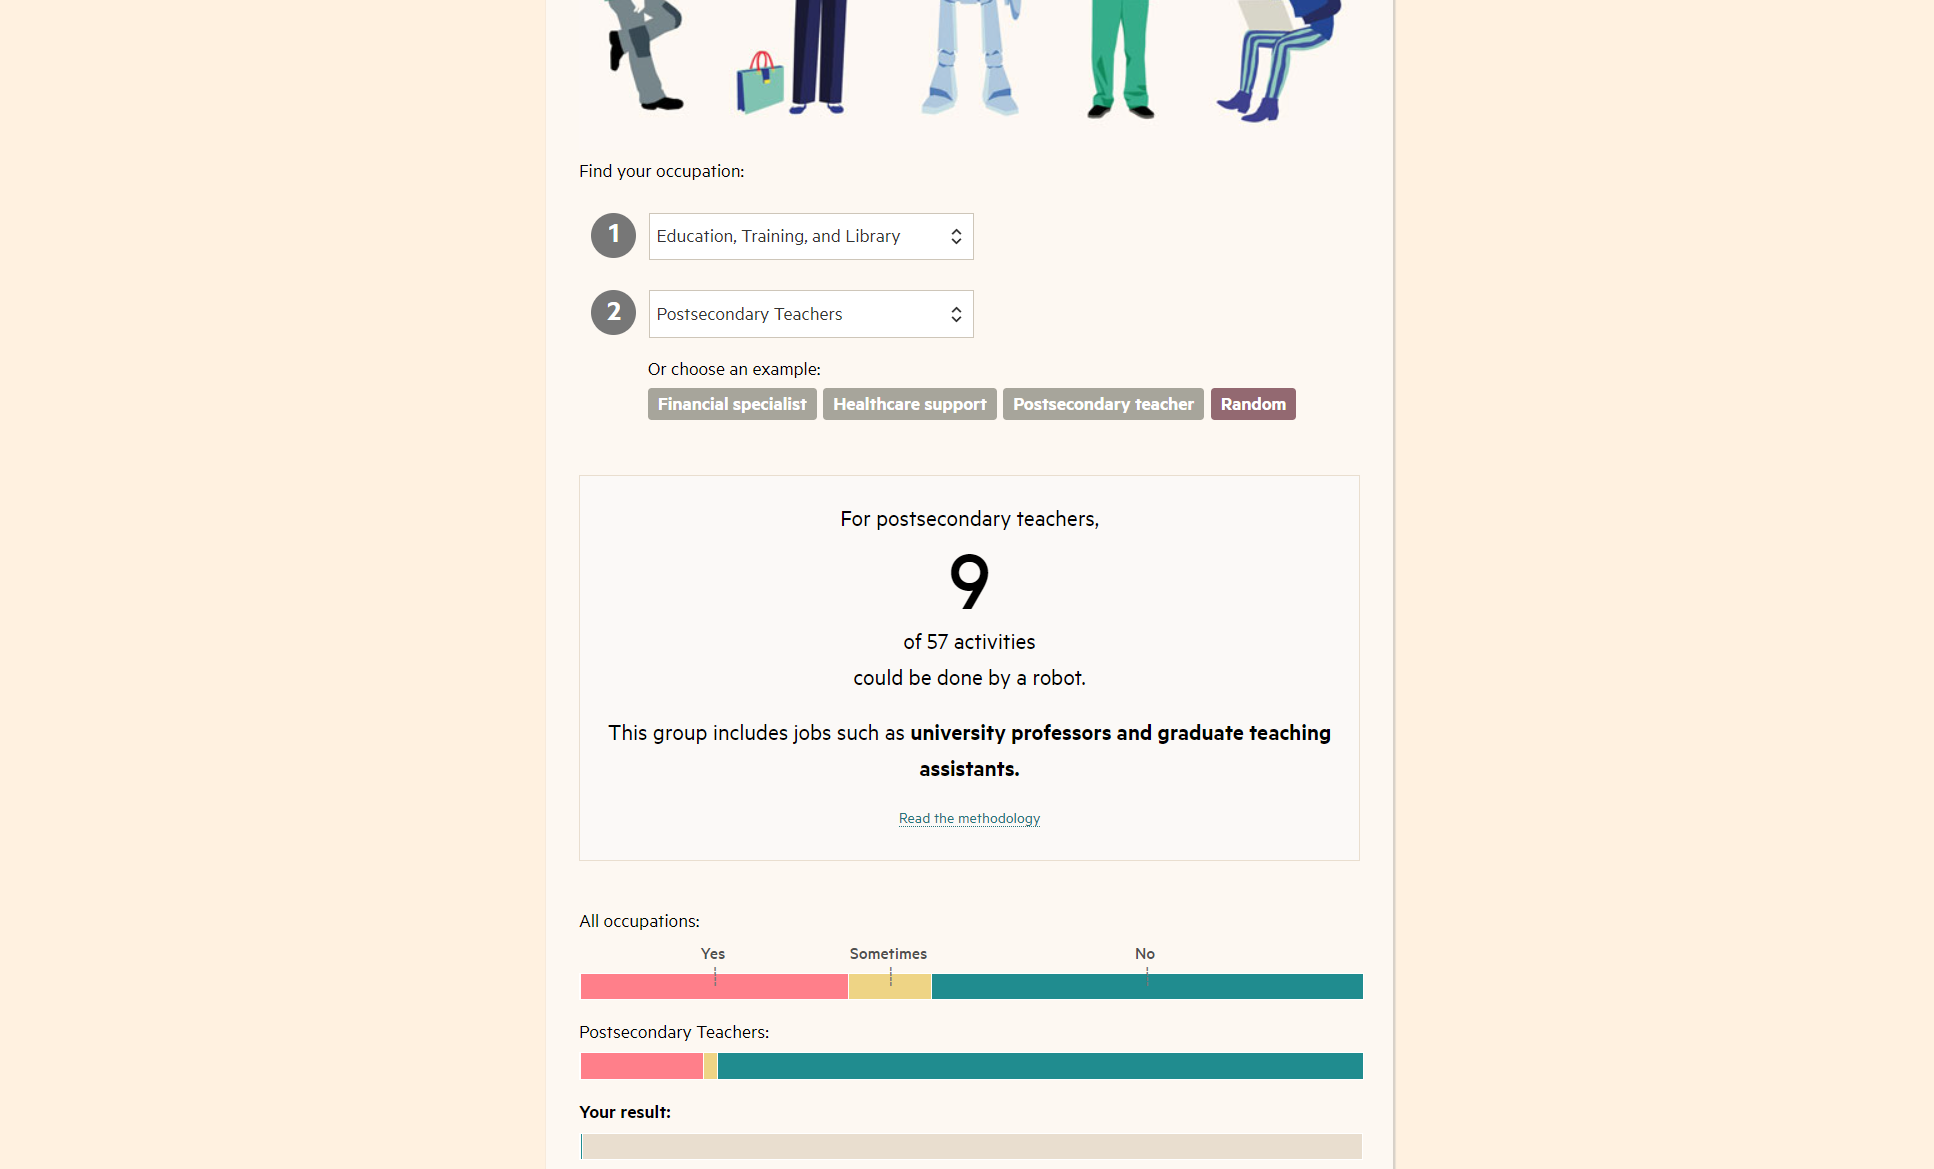 Find your occupation:
1
Education, Training, and Library
2
Postsecondary Teachers
Or choose an example:
Financial specialist
Healthcare support
Postsecondary teacher
Random
For postsecondary teachers,
9
of 57 activities
could be done by a robot.
This group includes jobs such as university professors and graduate teaching
assistants.
Read the methodology
All occupations:
Yes
Sometimes
No
Postsecondary Teachers:
Your result: